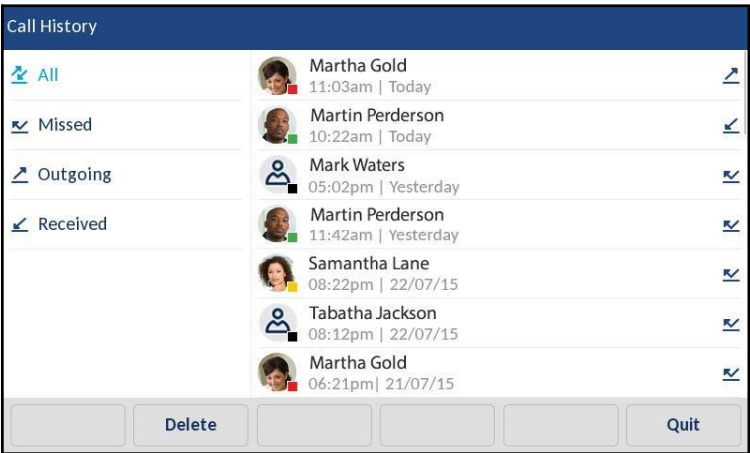 Call History
All
Missed
Outgoing
Received
Martha Gold
11:03am | Today
Martin Perderson
10:22am | Today
Mark Waters
05:02pm | Yesterday
Martin Perderson
11:42am | Yesterday
Samantha Lane
08:22pm | 22/07/15
Tabatha Jackson
08:12pm | 22/07/15
Martha Gold
06:21pm| 21/07/15
Delete
Quit